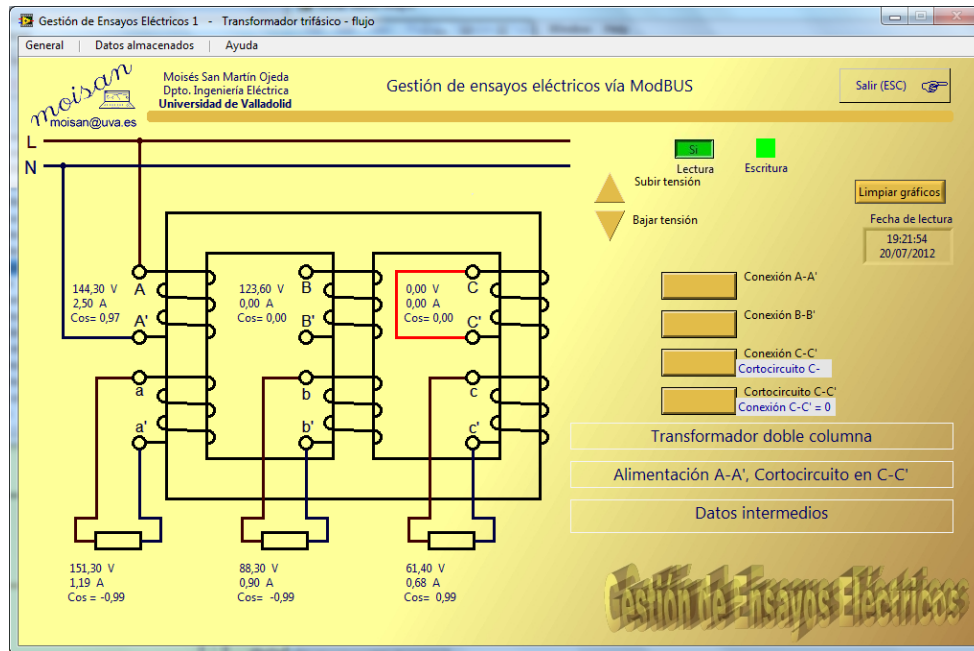 Gestión de Ensayos Eléctricos 1 - Transformador trifásico - flujo
General | Datos almacenados | Ayuda
moisan
moisan@uva.es
Moisés San Martín Ojeda
Dpto. Ingeniería Eléctrica
Universidad de Valladolid
Gestión de ensayos eléctricos vía ModBUS
Salir (ESC)
L
N
Si
Lectura
Escritura
Subir tensión
Bajar tensión
Limpiar gráficos
Fecha de lectura
19:21:54
20/07/2012
144,30 V
2,50 A
Cos= 0,97
A
A'
123,60 V
0,00 A
Cos= 0,00
B
B'
0,00 V
0,00 A
Cos= 0,00
C
C'
Conexión A-A'
Conexión B-B'
Conexión C-C'
Cortocircuito C-
Cortocircuito C-C'
Conexión C-C' = 0
a
a'
b
b'
c
c'
Transformador doble columna
Alimentación A-A', Cortocircuito en C-C'
Datos intermedios
151,30 V
1,19 A
Cos = -0,99
88,30 V
0,90 A
Cos= -0,99
61,40 V
0,68 A
Cos= 0,99
Gestión de Ensayos Eléctricos